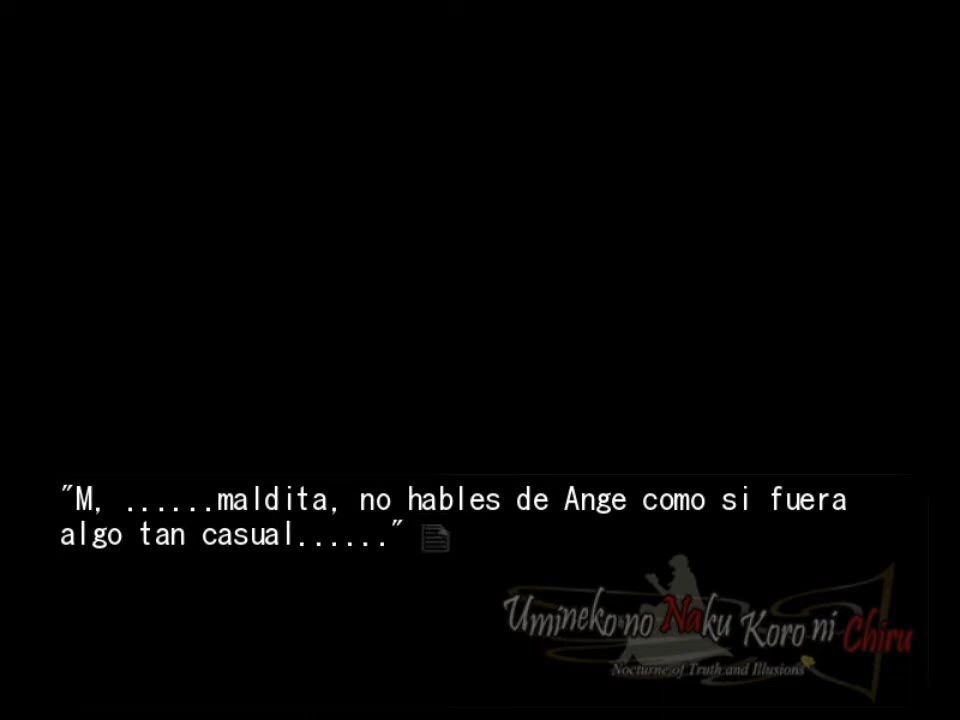 "M, ......maldita, no hables de Ange como si fuera
algo tan casual......"
Umineko no Naku Koro ni Chiru
Nocturne of Truth and Illusions